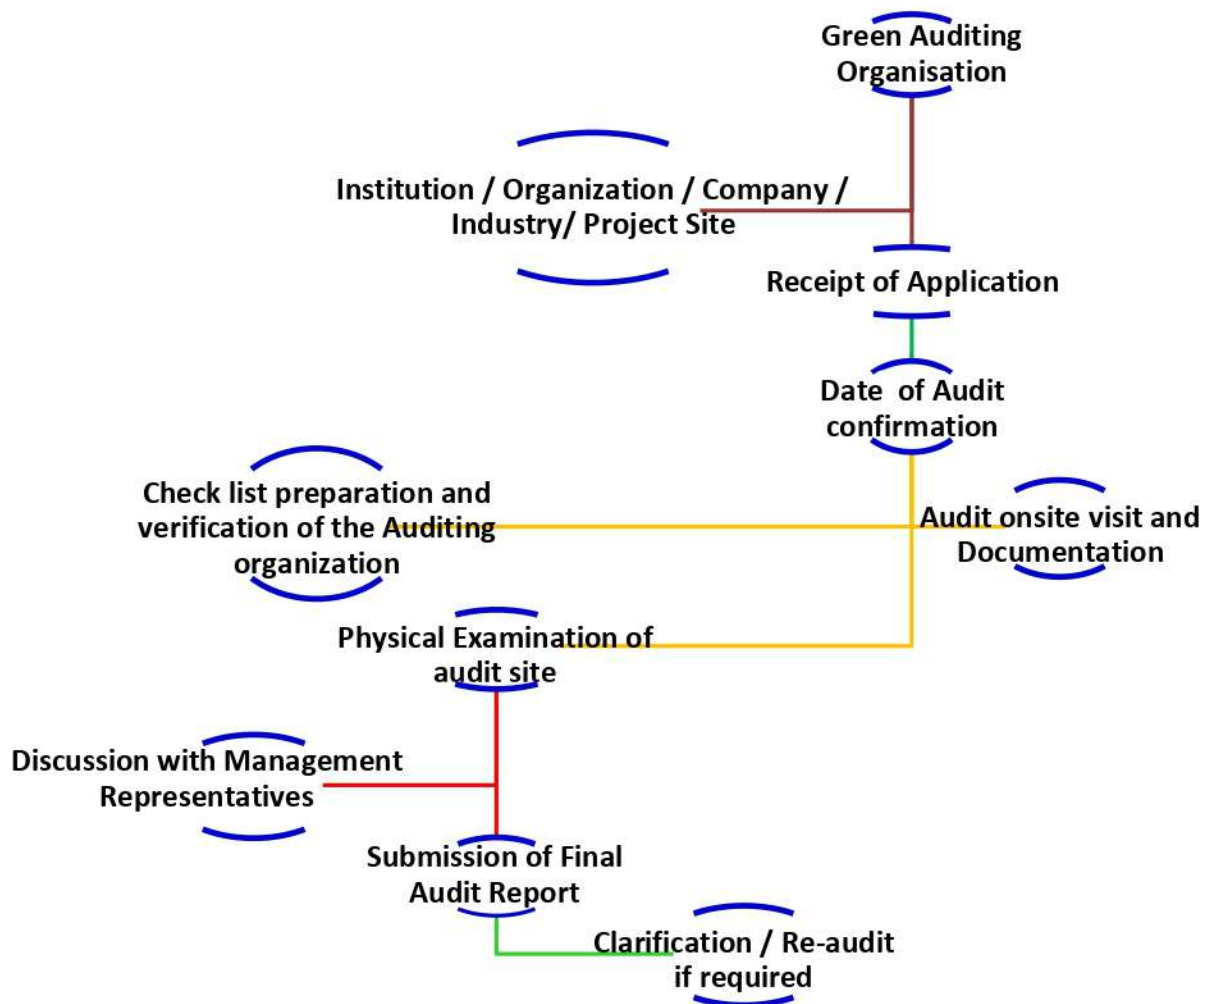 Green Auditing
Organisation
Institution / Organization / Company /
Industry/ Project Site
Receipt of Application
Date of Audit
confirmation
Check list preparation and
verification of the Auditing
organization
Audit onsite visit and
Documentation
Physical Examination of
audit site
Discussion with Management
Representatives
Submission of Final
Audit Report
Clarification / Re-audit
if required